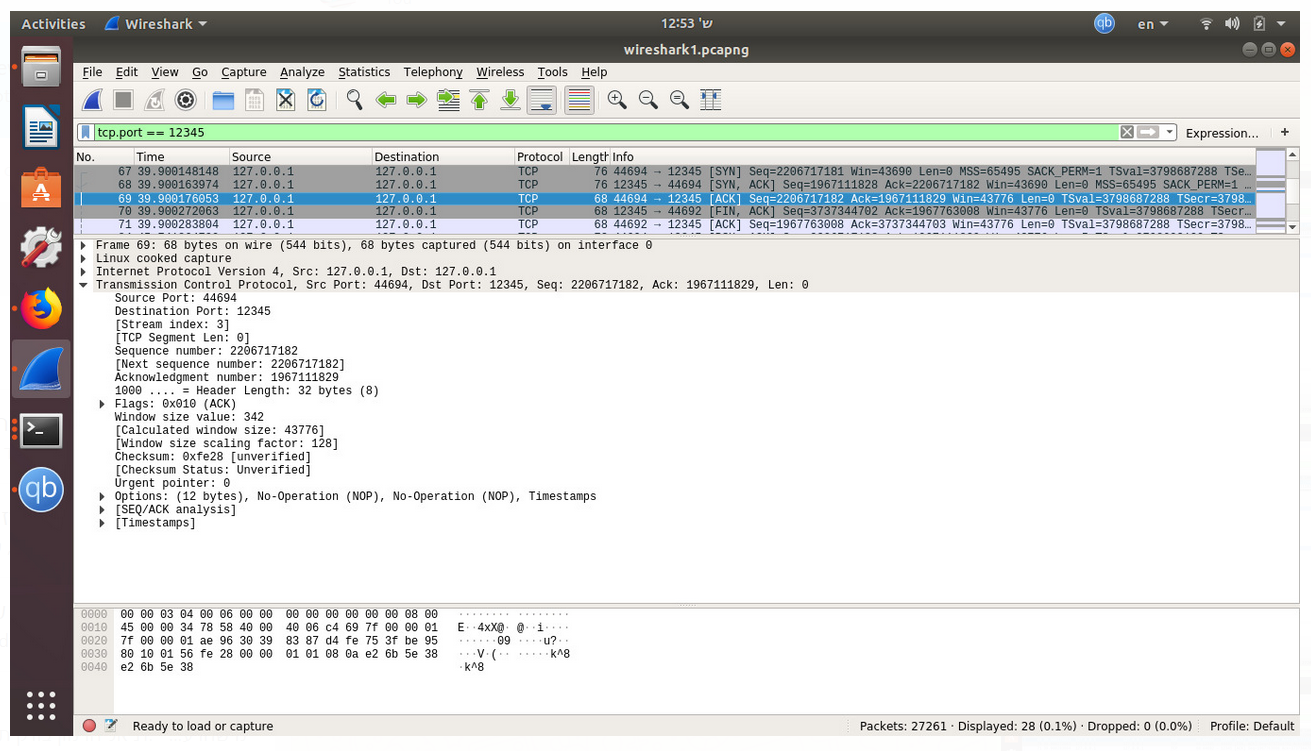 Activities Wireshark
12:53 'ש
en
wireshark1.pcapng
File Edit View Go Capture Analyze Statistics Telephony Wireless Tools Help
tcp.port == 12345
Expression… +
No. Time Source Destination Protocol Length Info
67 39.900148148 127.0.0.1 127.0.0.1 TCP 76 44694 → 12345 [SYN] Seq=2206717181 Win=43690 Len=0 MSS=65495 SACK_PERM=1 TSval=3798687288 TSe…
68 39.900163974 127.0.0.1 127.0.0.1 TCP 76 12345 → 44694 [SYN, ACK] Seq=1967111828 Ack=2206717182 Win=43690 Len=0 MSS=65495 SACK_PERM=1 …
69 39.900176053 127.0.0.1 127.0.0.1 TCP 68 44694 → 12345 [ACK] Seq=2206717182 Ack=1967111829 Win=43776 Len=0 TSval=3798687288 TSecr=3798…
70 39.900272063 127.0.0.1 127.0.0.1 TCP 68 12345 → 44692 [FIN, ACK] Seq=3737344702 Ack=1967763008 Win=43776 Len=0 TSval=3798687288 TSecr…
71 39.900283804 127.0.0.1 127.0.0.1 TCP 68 44692 → 12345 [ACK] Seq=1967763008 Ack=3737344703 Win=43776 Len=0 TSval=3798687288 TSecr=3798…
Frame 69: 68 bytes on wire (544 bits), 68 bytes captured (544 bits) on interface 0
Linux cooked capture
Internet Protocol Version 4, Src: 127.0.0.1, Dst: 127.0.0.1
Transmission Control Protocol, Src Port: 44694, Dst Port: 12345, Seq: 2206717182, Ack: 1967111829, Len: 0
Source Port: 44694
Destination Port: 12345
[Stream index: 3]
[TCP Segment Len: 0]
Sequence number: 2206717182
[Next sequence number: 2206717182]
Acknowledgment number: 1967111829
1000 .... = Header Length: 32 bytes (8)
Flags: 0x010 (ACK)
Window size value: 342
[Calculated window size: 43776]
[Window size scaling factor: 128]
Checksum: 0xfe28 [unverified]
[Checksum Status: Unverified]
Urgent pointer: 0
Options: (12 bytes), No-Operation (NOP), No-Operation (NOP), Timestamps
[SEQ/ACK analysis]
[Timestamps]
0000 00 00 03 04 00 06 00 00 00 00 00 00 00 00 08 00 ········ ········
0010 45 00 00 34 78 58 40 00 40 06 c4 69 7f 00 00 01 E··4xX@· @··i····
0020 7f 00 00 01 ae 96 30 39 83 87 d4 fe 75 3f be 95 ······09 ····u?··
0030 80 10 01 56 fe 28 00 00 01 01 08 0a e2 6b 5e 38 ···V·(·· ·····k^8
0040 e2 6b 5e 38 ·k^8
Ready to load or capture
Packets: 27261 · Displayed: 28 (0.1%) · Dropped: 0 (0.0%)
Profile: Default
qb
qb